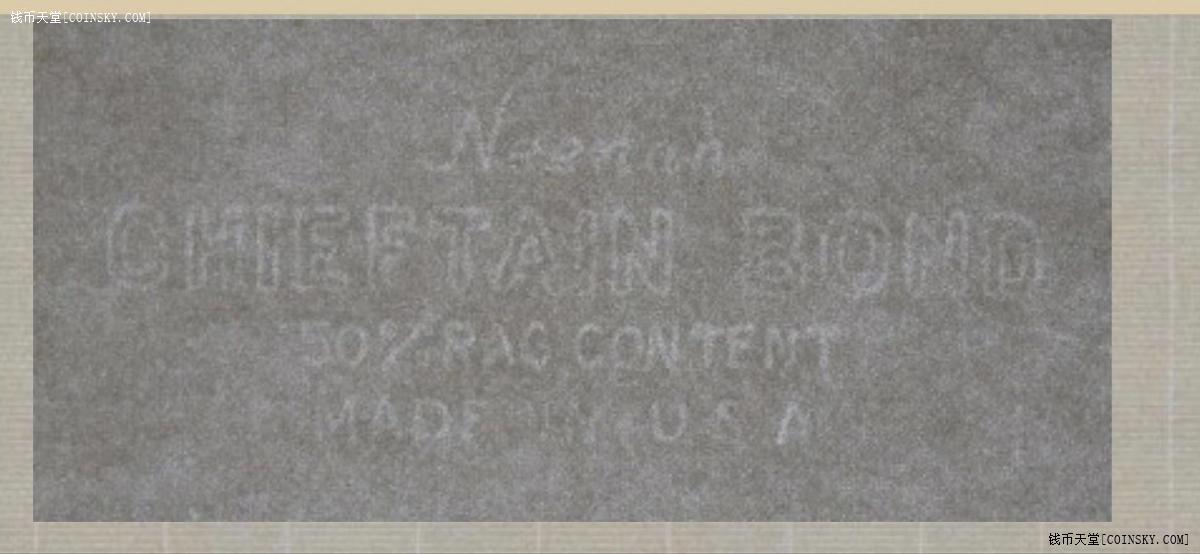 钱币天堂[COINSKY.COM]
Neenah
CHIEFTAIN BOND
50% RAG CONTENT
MADE IN U S A
钱币天堂[COINSKY.COM]